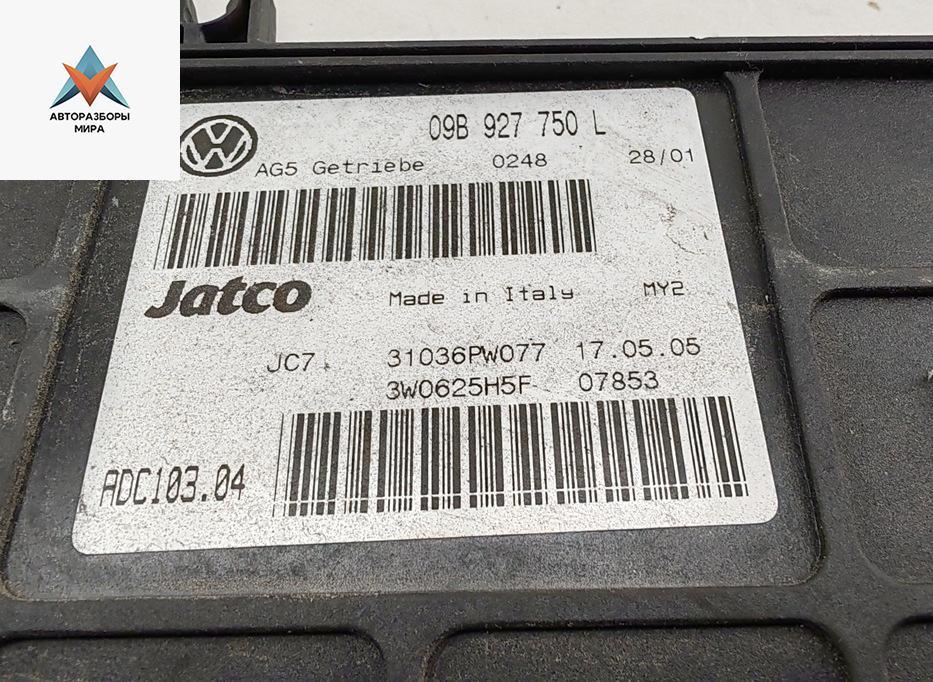 АВТОРАЗБОРЫ
МИРА
09B 927 750 L
AG5 Getriebe 0248 28/01
Jatco Made in Italy MY2
JC7. 31036PW077 17.05.05
3W0625H5F 07853
ADC103.04